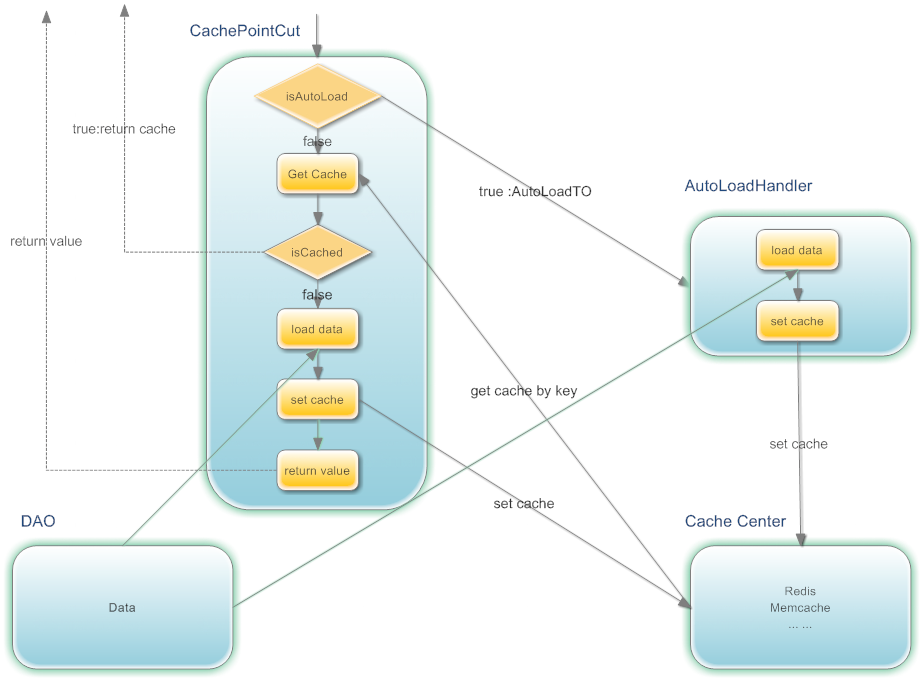 CachePointCut
isAutoLoad
true:return cache
false
Get Cache
true :AutoLoadTO
AutoLoadHandler
return value
isCached
load data
false
load data
set cache
get cache by key
set cache
set cache
return value
set cache
DAO
Cache Center
Data
Redis
Memcache
... ...